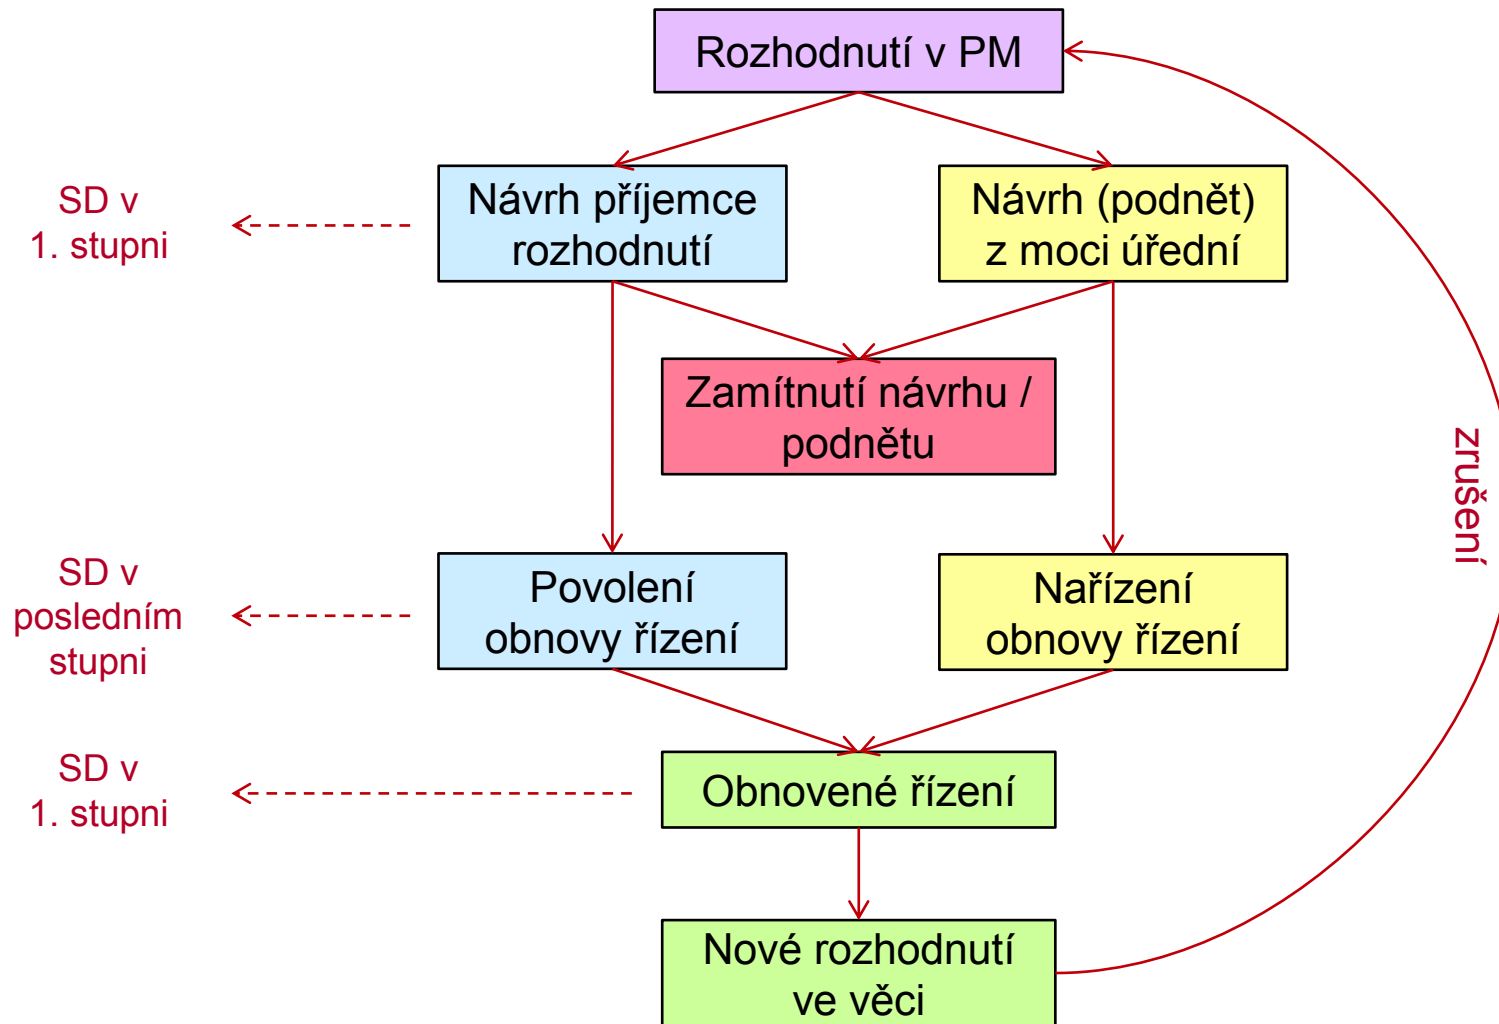 Rozhodnutí v PM
SD v
1. stupni
Návrh příjemce
rozhodnutí
Návrh (podnět)
z moci úřední
Zamítnutí návrhu /
podnětu
zrušení
SD v
posledním
stupni
Povolení
obnovy řízení
Nařízení
obnovy řízení
SD v
1. stupni
Obnovené řízení
Nové rozhodnutí
ve věci